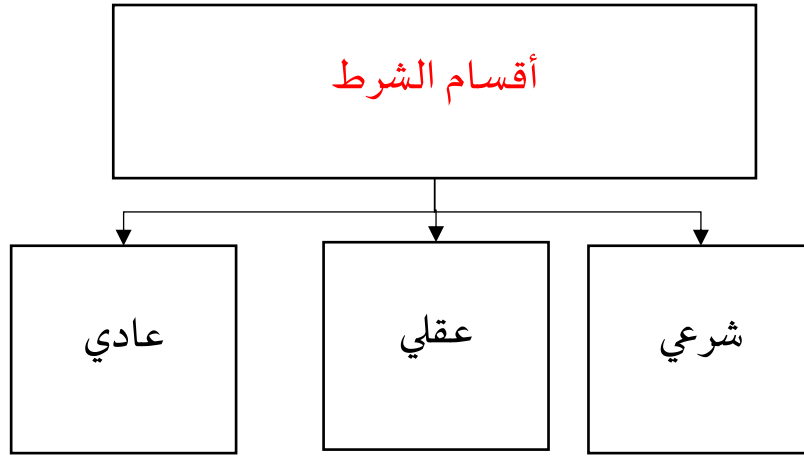 أقسام الشرط
شرعي
عقلي
عادي